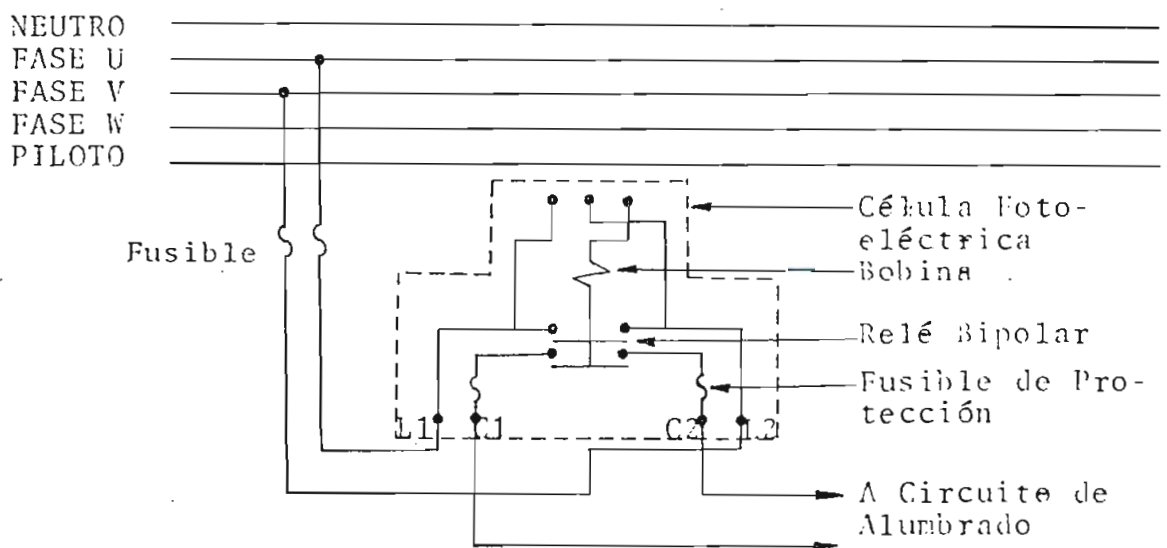 NEUTRO
FASE U
FASE V
FASE W
PILOTO
Fusible
Célula Foto-
eléctrica
Bobina
Relé Bipolar
Fusible de Pro-
tección
L1
C1
C2
L2
A Circuito de
Alumbrado